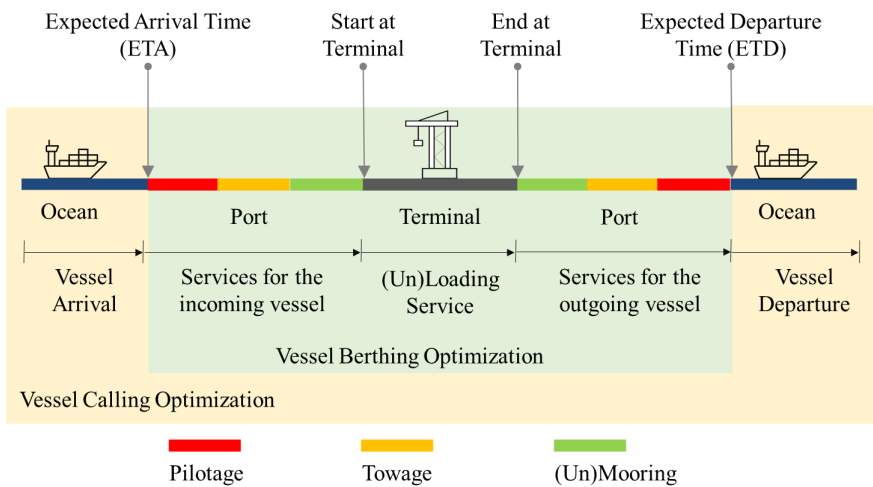 Expected Arrival Time
(ETA)
Start at
Terminal
End at
Terminal
Expected Departure
Time (ETD)
Ocean
Port
Terminal
Port
Ocean
Vessel
Arrival
Services for the
incoming vessel
(Un)Loading
Service
Services for the
outgoing vessel
Vessel
Departure
Vessel Berthing Optimization
Vessel Calling Optimization
Pilotage
Towage
(Un)Mooring